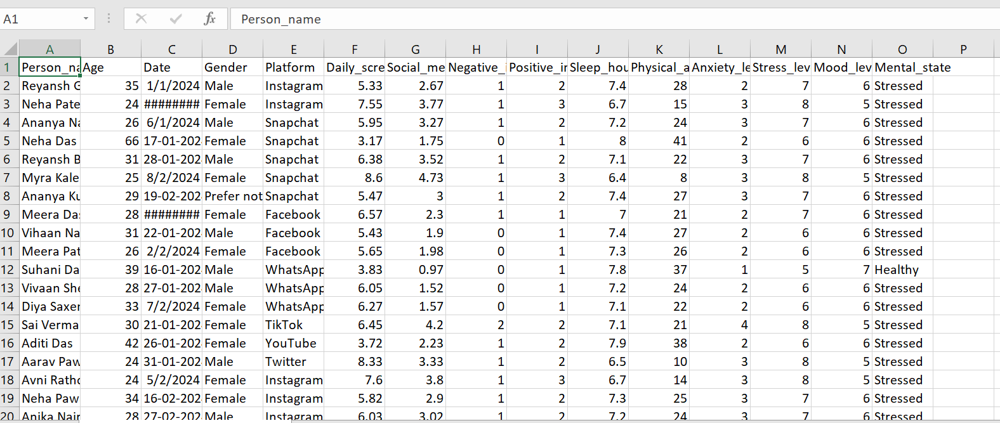 A1 fx Person_name
A B C D E F G H I J K L M N O P
1 Person_na Age Date Gender Platform Daily_scre Social_me Negative_i Positive_in Sleep_hou Physical_a Anxiety_le Stress_lev Mood_lev Mental_state
2 Reyansh G 35 1/1/2024 Male Instagram 5.33 2.67 1 2 7.4 28 2 7 6 Stressed
3 Neha Pate 24 ######## Female Instagram 7.55 3.77 1 3 6.7 15 3 8 5 Stressed
4 Ananya Na 26 6/1/2024 Male Snapchat 5.95 3.27 1 2 7.2 24 3 7 6 Stressed
5 Neha Das 66 17-01-202 Female Snapchat 3.17 1.75 0 1 8 41 2 6 6 Stressed
6 Reyansh B 31 28-01-202 Male Snapchat 6.38 3.52 1 2 7.1 22 3 7 6 Stressed
7 Myra Kale 25 8/2/2024 Female Snapchat 8.6 4.73 1 3 6.4 8 3 8 5 Stressed
8 Ananya Ku 29 19-02-202 Prefer not Snapchat 5.47 3 1 2 7.4 27 3 7 6 Stressed
9 Meera Das 28 ######## Female Facebook 6.57 2.3 1 1 7 21 2 7 6 Stressed
10 Vihaan Na 31 22-01-202 Male Facebook 5.43 1.9 0 1 7.4 27 2 6 6 Stressed
11 Meera Pat 26 2/2/2024 Female Facebook 5.65 1.98 0 1 7.3 26 2 6 6 Stressed
12 Suhani Da 39 16-01-202 Male WhatsApp 3.83 0.97 0 1 7.8 37 1 5 7 Healthy
13 Vivaan She 28 27-01-202 Male WhatsApp 6.05 1.52 0 1 7.2 24 2 6 6 Stressed
14 Diya Saxen 33 7/2/2024 Female WhatsApp 6.27 1.57 0 1 7.1 22 2 6 6 Stressed
15 Sai Verma 30 21-01-202 Female TikTok 6.45 4.2 2 2 7.1 21 4 8 5 Stressed
16 Aditi Das 42 26-01-202 Female YouTube 3.72 2.23 1 2 7.9 38 2 6 6 Stressed
17 Aarav Paw 24 31-01-202 Male Twitter 8.33 3.33 1 2 6.5 10 3 8 5 Stressed
18 Avni Ratho 24 5/2/2024 Female Instagram 7.6 3.8 1 3 6.7 14 3 8 5 Stressed
19 Neha Paw 34 16-02-202 Female Instagram 5.82 2.9 1 2 7.3 25 3 7 6 Stressed
20 Anika Nair 28 27-02-202 Male Instagram 6.03 3.02 1 2 7.2 24 3 7 6 Stressed